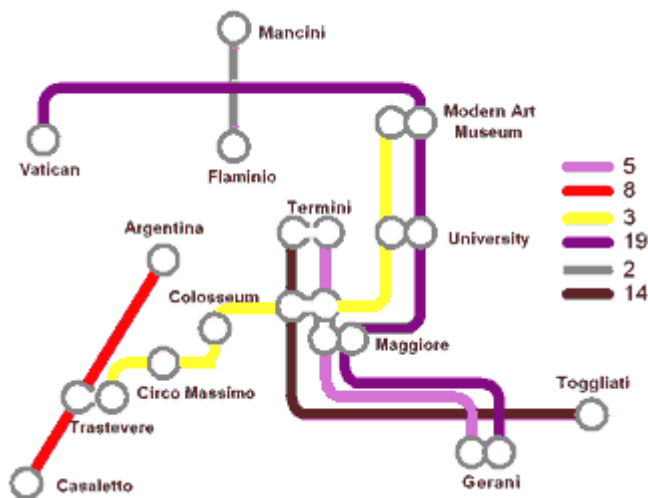 Mancini
Modern Art
Museum
Vatican
Flaminio
5
8
3
19
2
14
Termini
Argentina
University
Colosseum
Maggiore
Circo Massimo
Toggliati
Trastevere
Gerani
Casaletto